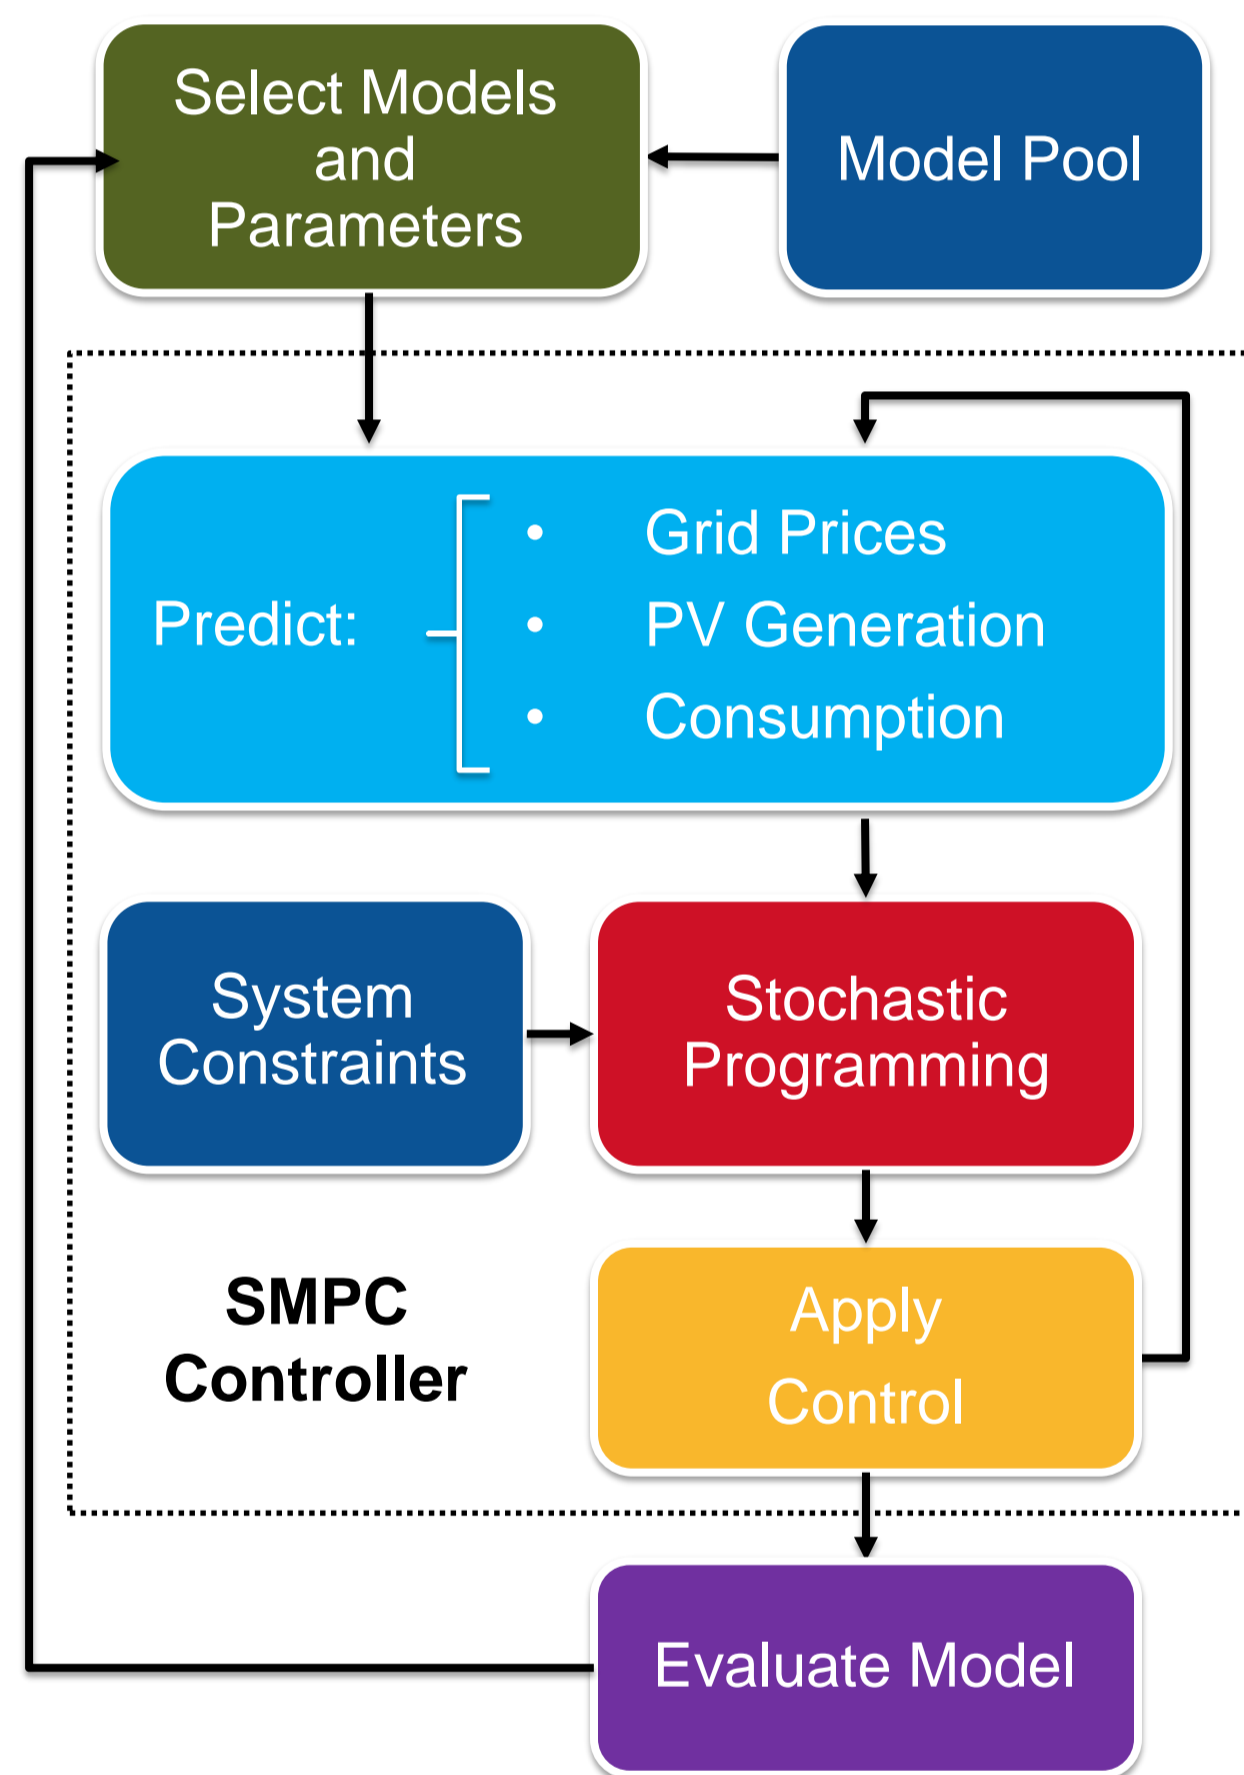 Select Models
and
Parameters
Model Pool
Predict:
• Grid Prices
• PV Generation
• Consumption
System
Constraints
Stochastic
Programming
SMPC
Controller
Apply
Control
Evaluate Model